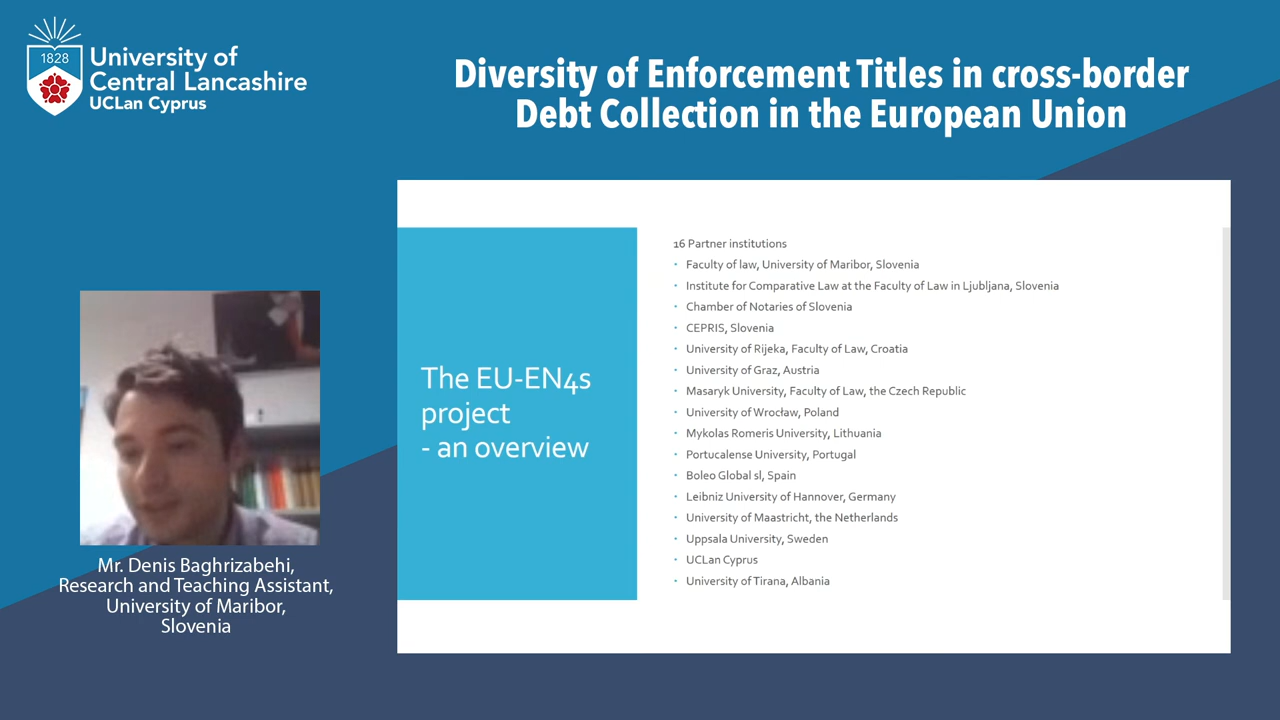 1828
University of
Central Lancashire
UCLan Cyprus
Diversity of Enforcement Titles in cross-border
Debt Collection in the European Union
The EU-EN4s
project
- an overview
16 Partner institutions
• Faculty of law, University of Maribor, Slovenia
• Institute for Comparative Law at the Faculty of Law in Ljubljana, Slovenia
• Chamber of Notaries of Slovenia
• CEPRIS, Slovenia
• University of Rijeka, Faculty of Law, Croatia
• University of Graz, Austria
• Masaryk University, Faculty of Law, the Czech Republic
• University of Wrocław, Poland
• Mykolas Romeris University, Lithuania
• Portucalense University, Portugal
• Boleo Global sl, Spain
• Leibniz University of Hannover, Germany
• University of Maastricht, the Netherlands
• Uppsala University, Sweden
• UCLan Cyprus
• University of Tirana, Albania
Mr. Denis Baghrizabehi,
Research and Teaching Assistant,
University of Maribor,
Slovenia